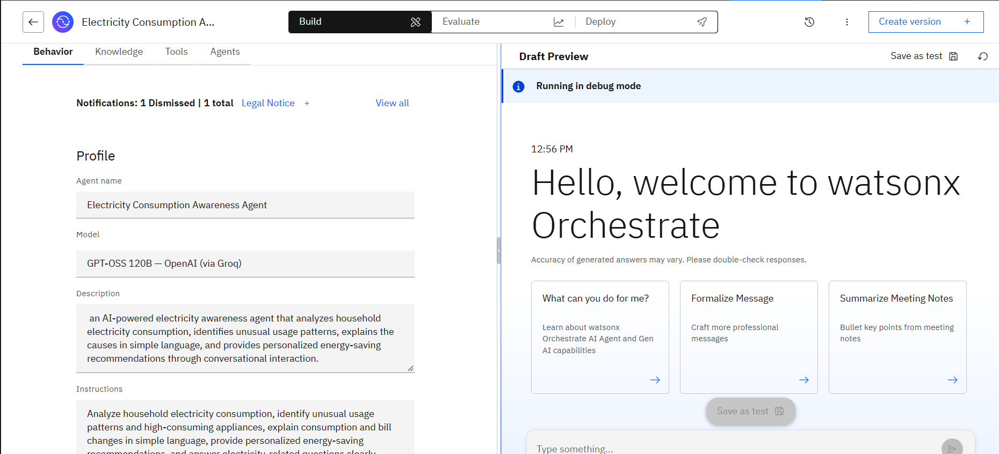 Electricity Consumption A...
Build
Evaluate
Deploy
Create version +
Behavior
Knowledge
Tools
Agents
Notifications: 1 Dismissed | 1 total
Legal Notice +
View all
Profile
Agent name
Electricity Consumption Awareness Agent
Model
GPT-OSS 120B — OpenAI (via Groq)
Description
an AI-powered electricity awareness agent that analyzes household
electricity consumption, identifies unusual usage patterns, explains the
causes in simple language, and provides personalized energy-saving
recommendations through conversational interaction.
Instructions
Analyze household electricity consumption, identify unusual usage
patterns and high-consuming appliances, explain consumption and bill
changes in simple language, provide personalized energy-saving
recommendations, and answer electricity-related questions clearly
Draft Preview
Save as test
Running in debug mode
12:56 PM
Hello, welcome to watsonx
Orchestrate
Accuracy of generated answers may vary. Please double-check responses.
What can you do for me?
Learn about watsonx
Orchestrate AI Agent and Gen
AI capabilities
Formalize Message
Craft more professional
messages
Summarize Meeting Notes
Bullet key points from meeting
notes
Save as test
Type something...